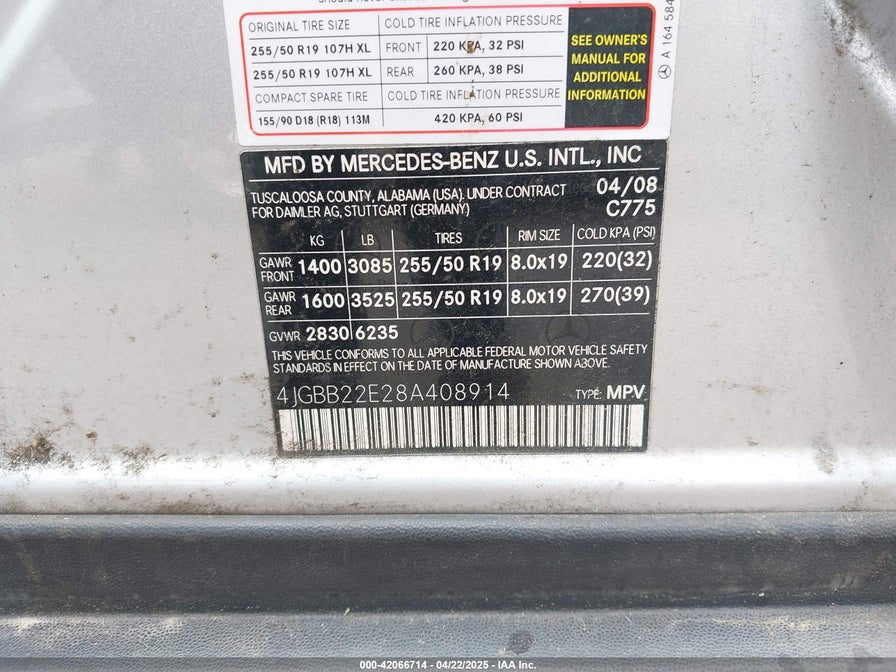 ORIGINAL TIRE SIZE COLD TIRE INFLATION PRESSURE
255/50 R19 107H XL FRONT 220 KPA, 32 PSI
255/50 R19 107H XL REAR 260 KPA, 38 PSI
COMPACT SPARE TIRE COLD TIRE INFLATION PRESSURE
155/90 D18 (R18) 113M 420 KPA, 60 PSI
SEE OWNER'S
MANUAL FOR
ADDITIONAL
INFORMATION
A 164 584
MFD BY MERCEDES-BENZ U.S. INTL., INC
TUSCALOOSA COUNTY, ALABAMA (USA). UNDER CONTRACT 04/08
FOR DAIMLER AG, STUTTGART (GERMANY) C775
KG LB TIRES RIM SIZE COLD KPA (PSI)
GAWR FRONT 1400 3085 255/50 R19 8.0x19 220(32)
GAWR REAR 1600 3525 255/50 R19 8.0x19 270(39)
GVWR 2830 6235
THIS VEHICLE CONFORMS TO ALL APPLICABLE FEDERAL MOTOR VEHICLE SAFETY
STANDARDS IN EFFECT ON THE DATE OF MANUFACTURE SHOWN ABOVE.
4JGBB22E28A408914 TYPE: MPV
000-42066714 - 04/22/2025 - IAA Inc.